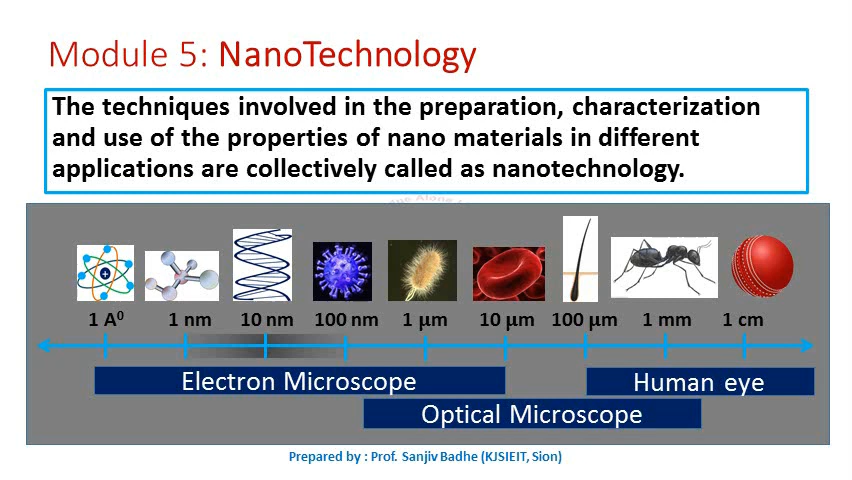 Module 5: NanoTechnology
The techniques involved in the preparation, characterization
and use of the properties of nano materials in different
applications are collectively called as nanotechnology.
1 A⁰ 1 nm 10 nm 100 nm 1 μm 10 μm 100 μm 1 mm 1 cm
Electron Microscope Human eye
Optical Microscope
Prepared by : Prof. Sanjiv Badhe (KJSIEIT, Sion)